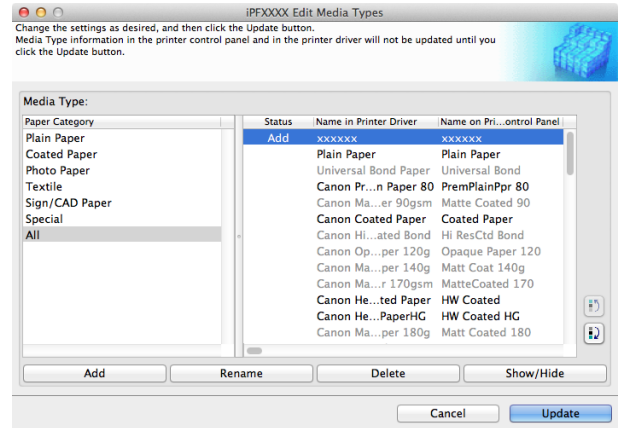 iPFXXXX Edit Media Types
Change the settings as desired, and then click the Update button.
Media Type information in the printer control panel and in the printer driver will not be updated until you
click the Update button.
Media Type:
Paper Category Status Name in Printer Driver Name on Pri...ontrol Panel
Plain Paper Add xxxxxx xxxxxx
Coated Paper Plain Paper Plain Paper
Photo Paper Universal Bond Paper Universal Bond
Textile Canon Pr...n Paper 80 PremPlainPpr 80
Sign/CAD Paper Canon Ma...er 90gsm Matte Coated 90
Special Canon Coated Paper Coated Paper
All Canon Hi...ated Bond Hi ResCtd Bond
Canon Op...per 120g Opaque Paper 120
Canon Ma...per 140g Matt Coat 140g
Canon Ma...r 170gsm MatteCoated 170
Canon He...ted Paper HW Coated
Canon He...PaperHG HW Coated HG
Canon Ma...per 180g Matt Coated 180
Add Rename Delete Show/Hide
Cancel Update